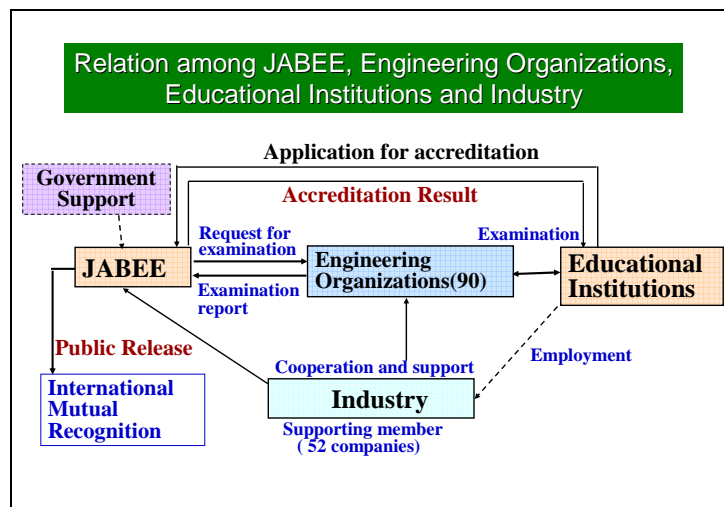 Relation among JABEE, Engineering Organizations,
Educational Institutions and Industry
Application for accreditation
Government
Support
Accreditation Result
Request for
examination
Examination
JABEE
Engineering
Organizations(90)
Educational
Institutions
Examination
report
Public Release
Cooperation and support
Employment
International
Mutual
Recognition
Industry
Supporting member
( 52 companies)